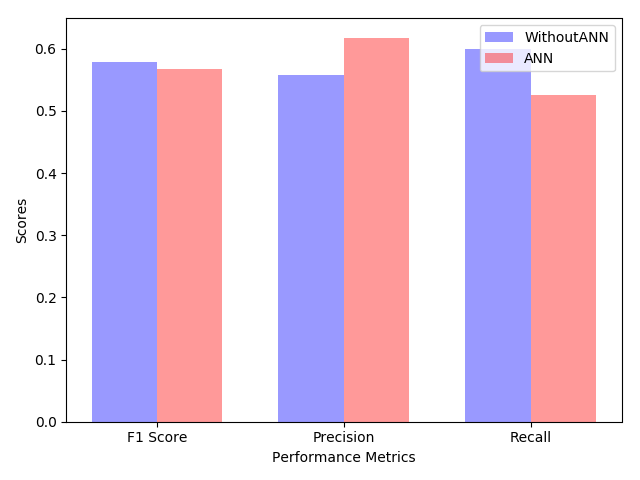 WithoutANN
ANN
0.6
0.5
0.4
0.3
0.2
0.1
0.0
Scores
F1 Score Precision Recall
Performance Metrics